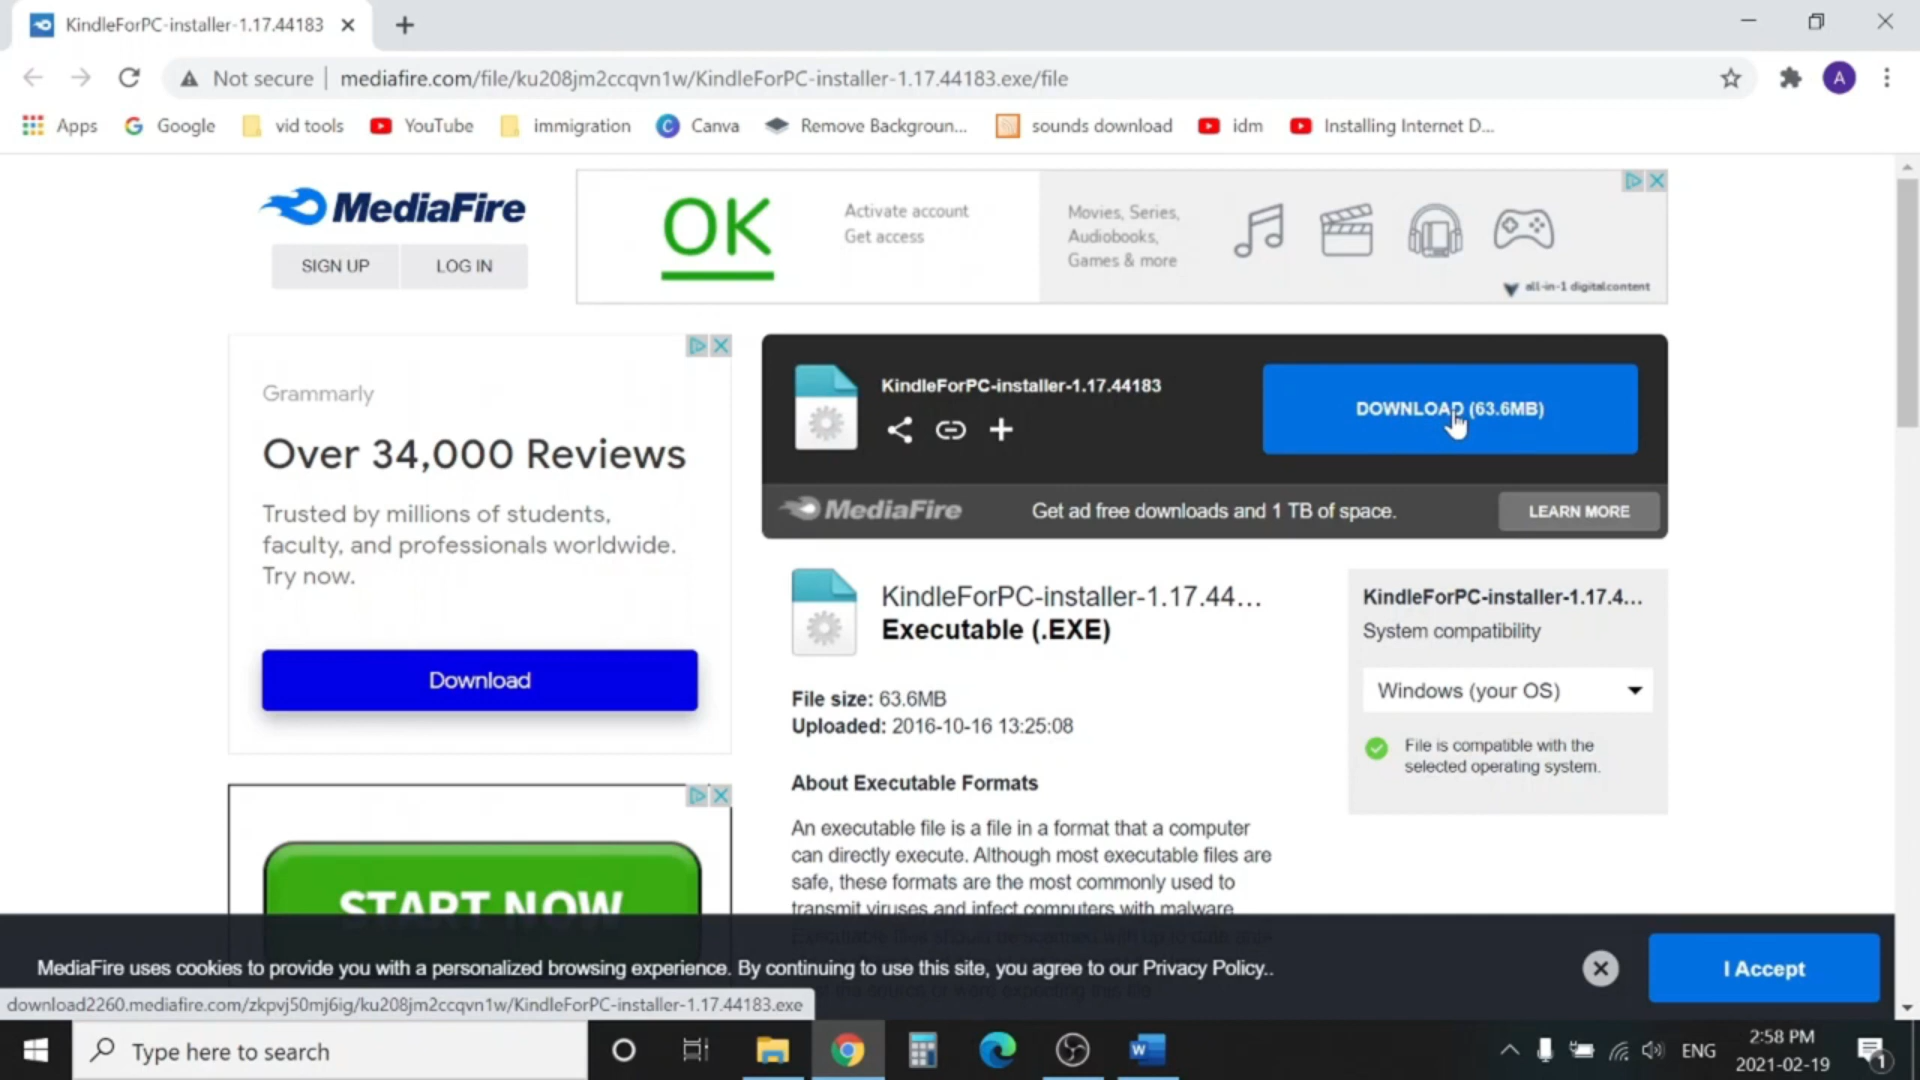 KindleForPC-installer-1.17.44183
Not secure
mediafire.com/file/ku208jm2ccqvn1w/KindleForPC-installer-1.17.44183.exe/file
A
Apps
Google
vid tools
YouTube
immigration
Canva
Remove Backgroun...
sounds download
idm
Installing Internet D...
MediaFire
SIGN UP
LOG IN
OK
Activate account
Get access
Movies, Series,
Audiobooks,
Games & more
all-in-1 digitalcontent
Grammarly
Over 34,000 Reviews
Trusted by millions of students,
faculty, and professionals worldwide.
Try now.
Download
START NOW
KindleForPC-installer-1.17.44183
DOWNLOAD (63.6MB)
MediaFire
Get ad free downloads and 1 TB of space.
LEARN MORE
KindleForPC-installer-1.17.44...
Executable (.EXE)
File size: 63.6MB
Uploaded: 2016-10-16 13:25:08
About Executable Formats
An executable file is a file in a format that a computer
can directly execute. Although most executable files are
safe, these formats are the most commonly used to
transmit viruses and infect computers with malware.
KindleForPC-installer-1.17.4...
System compatibility
Windows (your OS)
File is compatible with the
selected operating system.
MediaFire uses cookies to provide you with a personalized browsing experience. By continuing to use this site, you agree to our Privacy Policy..
I Accept
download2260.mediafire.com/zkpvj50mj6ig/ku208jm2ccqvn1w/KindleForPC-installer-1.17.44183.exe
Type here to search
W
ENG
2:58 PM
2021-02-19
1